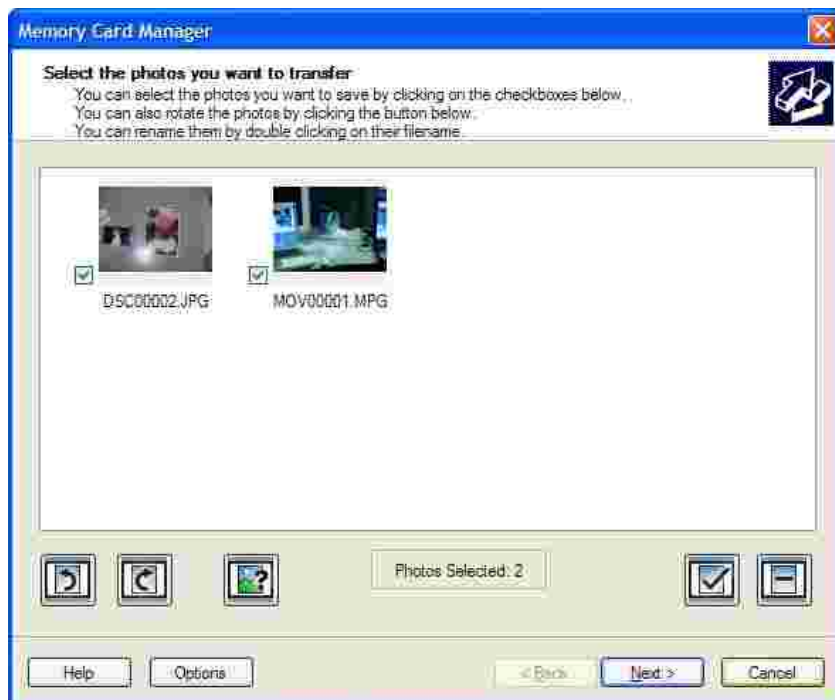 Memory Card Manager
Select the photos you want to transfer
You can select the photos you want to save by clicking on the checkboxes below.
You can also rotate the photos by clicking the button below.
You can rename them by double clicking on their filename.
DSC00002.JPG MOV00001.MPG
Photos Selected: 2
Help Options < Back Next > Cancel